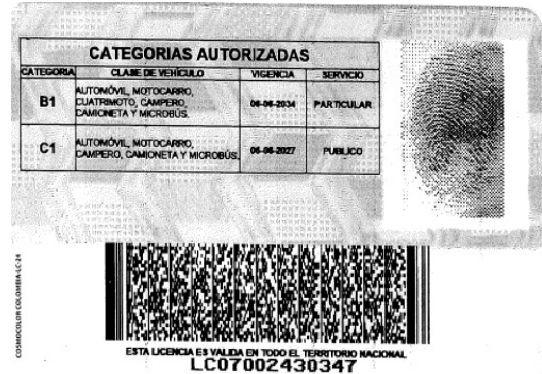 CATEGORIAS AUTORIZADAS
CATEGORIA CLASE DE VEHÍCULO VIGENCIA SERVICIO
B1 AUTOMÓVIL, MOTOCARRO, CUATRIMOTO, CAMPERO, CAMIONETA Y MICROBÚS. 06-06-2034 PARTICULAR
C1 AUTOMÓVIL, MOTOCARRO, CAMPERO, CAMIONETA Y MICROBÚS. 06-06-2027 PUBLICO
COSMOCOLOR COLOMBIA-LC-24
ESTA LICENCIA ES VALIDA EN TODO EL TERRITORIO NACIONAL
LC07002430347